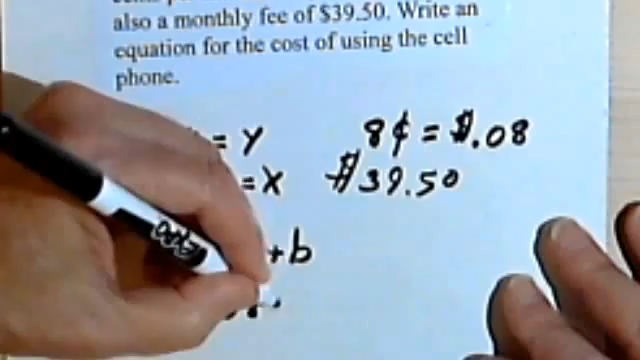 also a monthly fee of $39.50. Write an
equation for the cost of using the cell
phone.
= Y 8¢ = $.08
= X $39.50
+ b